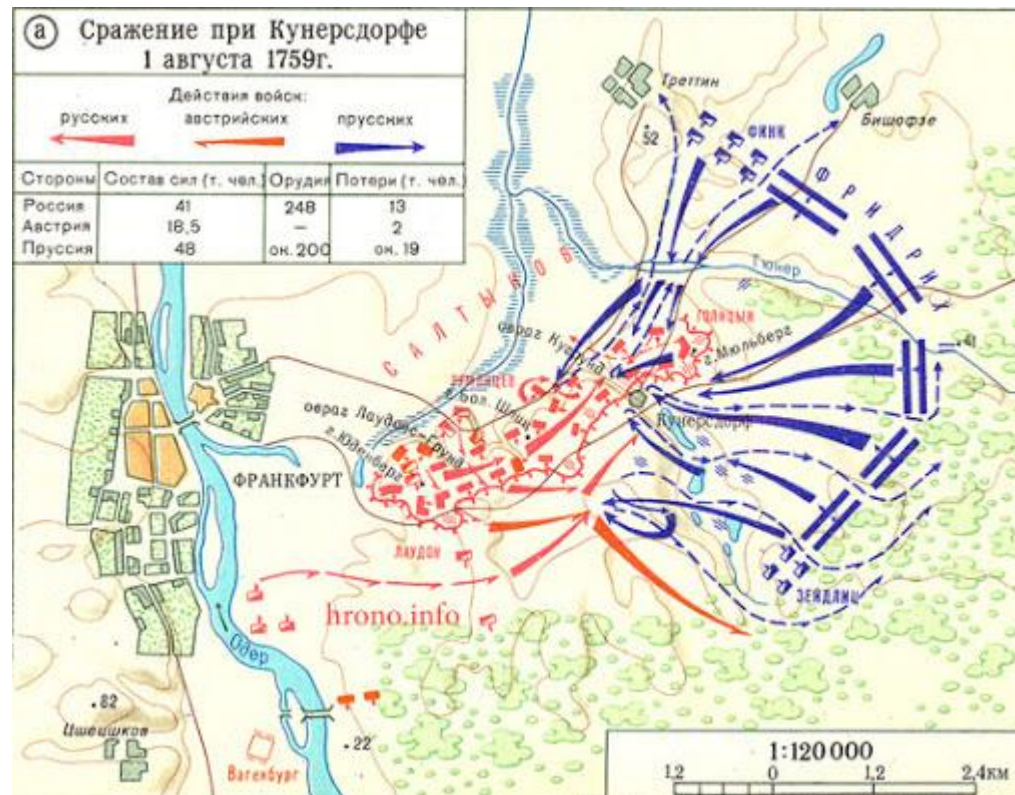 а Сражение при Кунерсдорфе
1 августа 1759г.
Действия войск:
русских австрийских прусских
Стороны Состав сил (т. чел.) Орудия Потери (т. чел.)
Россия 41 248 13
Австрия 18,5 — 2
Пруссия 48 ок. 200 ок. 19
Треттин
Бишофзе
52
ФИНК
ФРИДРИХ
Гюнер
САЛТЫКОВ
ГОЛИЦЫН
овраг Кугрунд
г. Мюльберг
41
РУМЯНЦЕВ
г. Бол. Шпиц
Кунерсдорф
овраг Лаудонс-Грунд
г. Юденберг
ФРАНКФУРТ
ЛАУДОН
ЗЕЙДЛИЦ
hrono.info
Одер
82
22
Вагенбург
1:120 000
1,2 0 1,2 2,4км